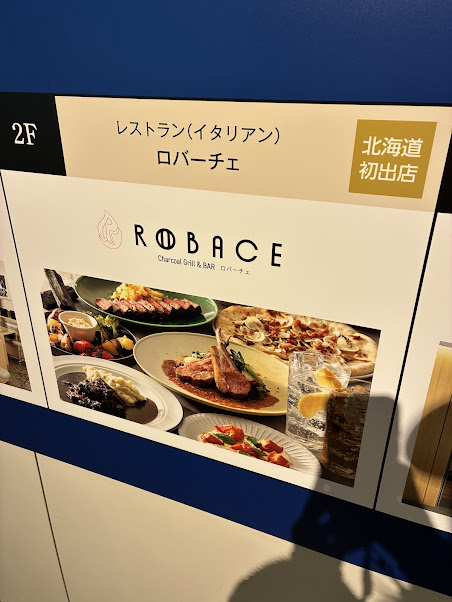 2F
レストラン(イタリアン)
ロバーチェ
北海道
初出店
ROBACE
Charcoal Grill & BAR ロバーチェ